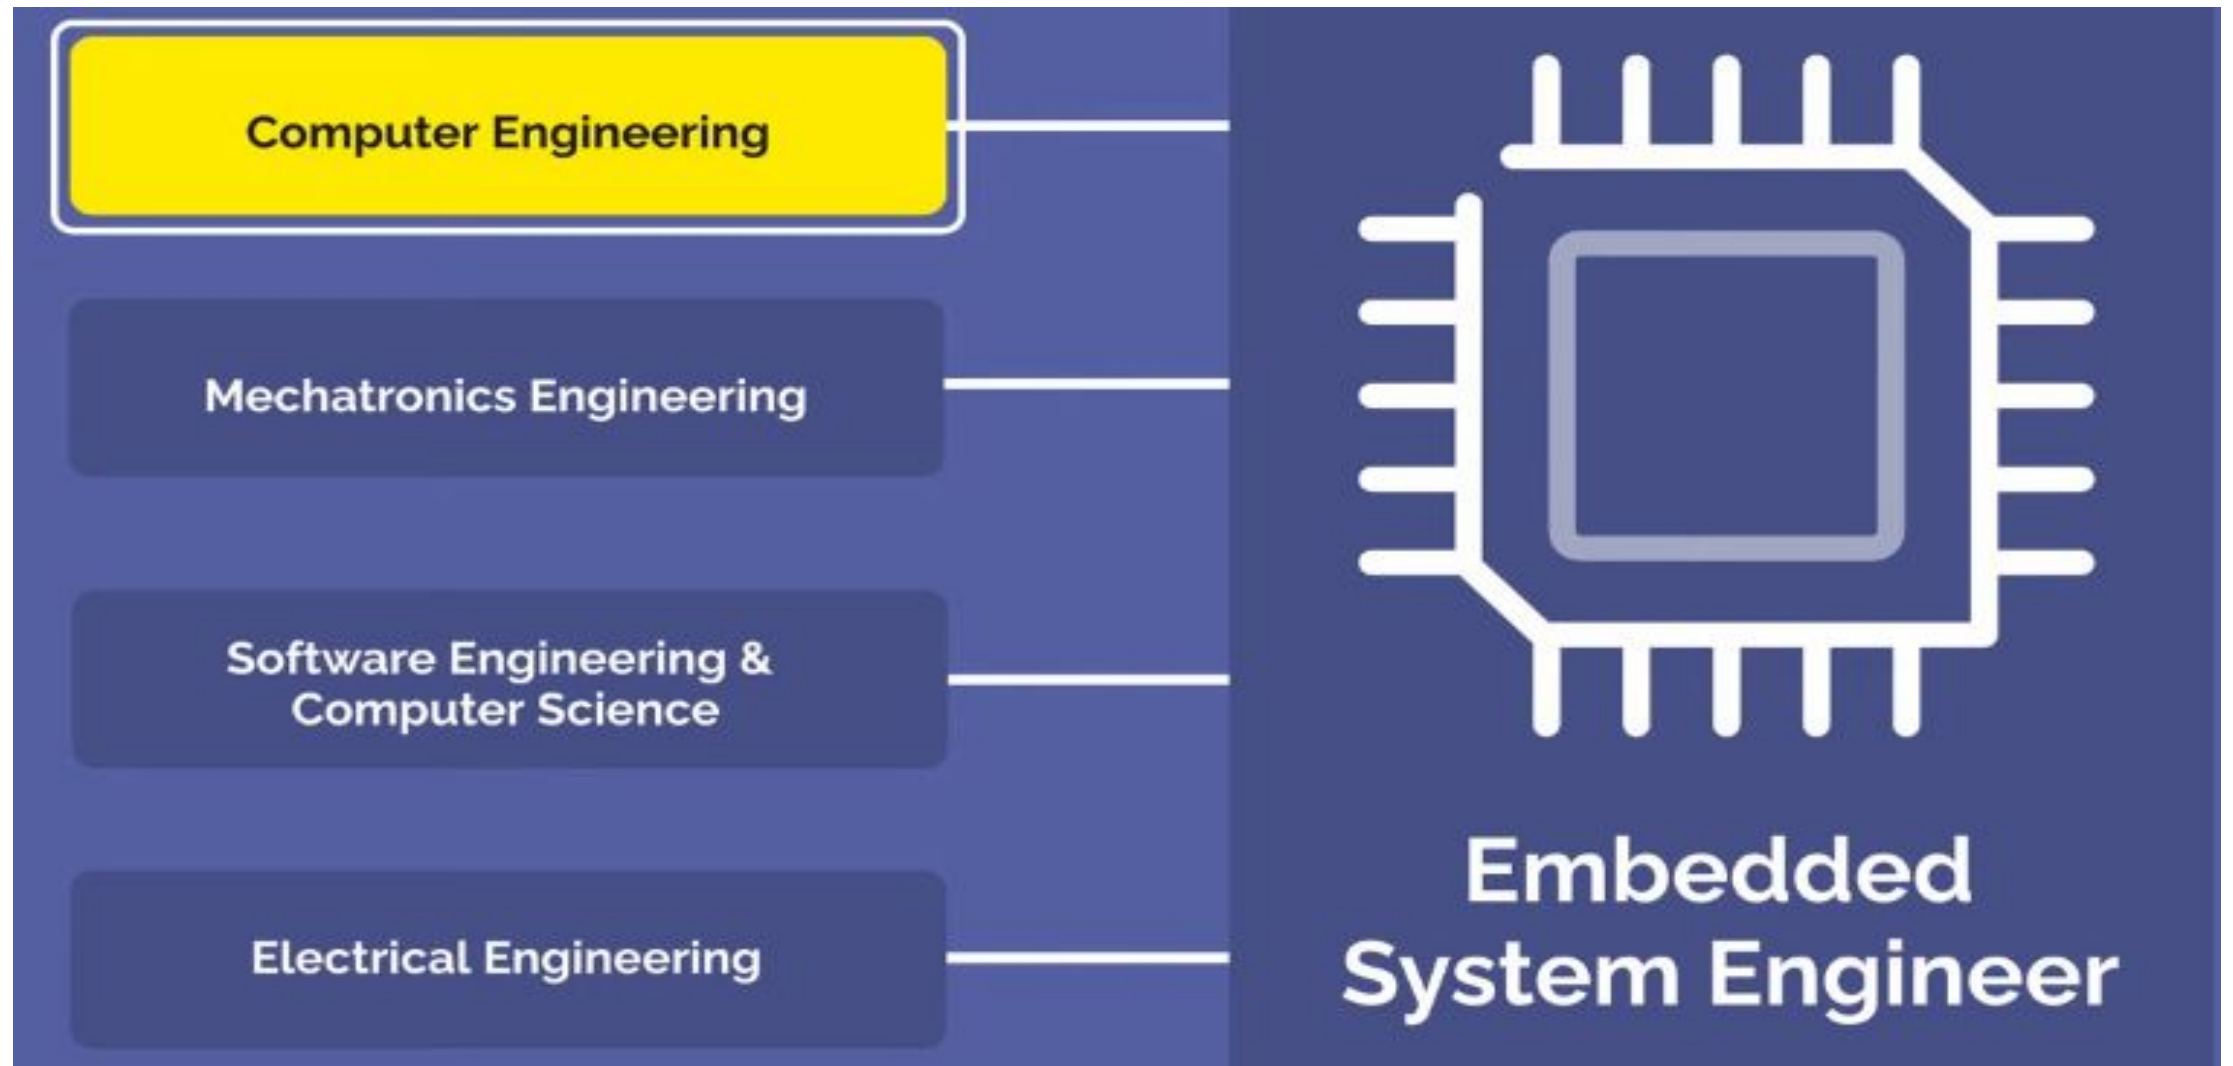 Computer Engineering
Mechatronics Engineering
Software Engineering &
Computer Science
Electrical Engineering
Embedded
System Engineer